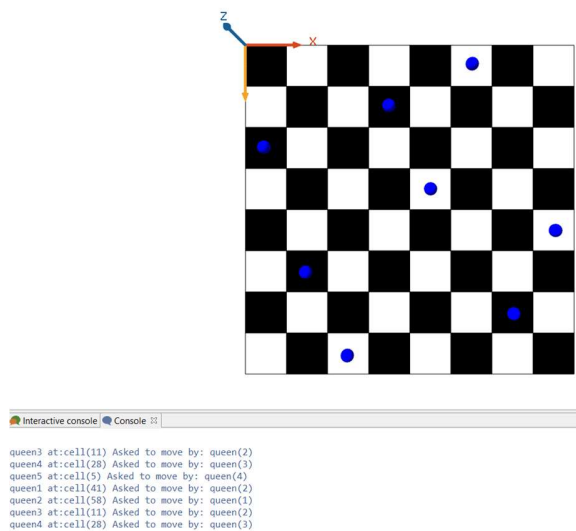 Z
X
Interactive console Console
queen3 at:cell(11) Asked to move by: queen(2)
queen4 at:cell(28) Asked to move by: queen(3)
queen5 at:cell(5) Asked to move by: queen(4)
queen1 at:cell(41) Asked to move by: queen(2)
queen2 at:cell(58) Asked to move by: queen(1)
queen3 at:cell(11) Asked to move by: queen(2)
queen4 at:cell(28) Asked to move by: queen(3)